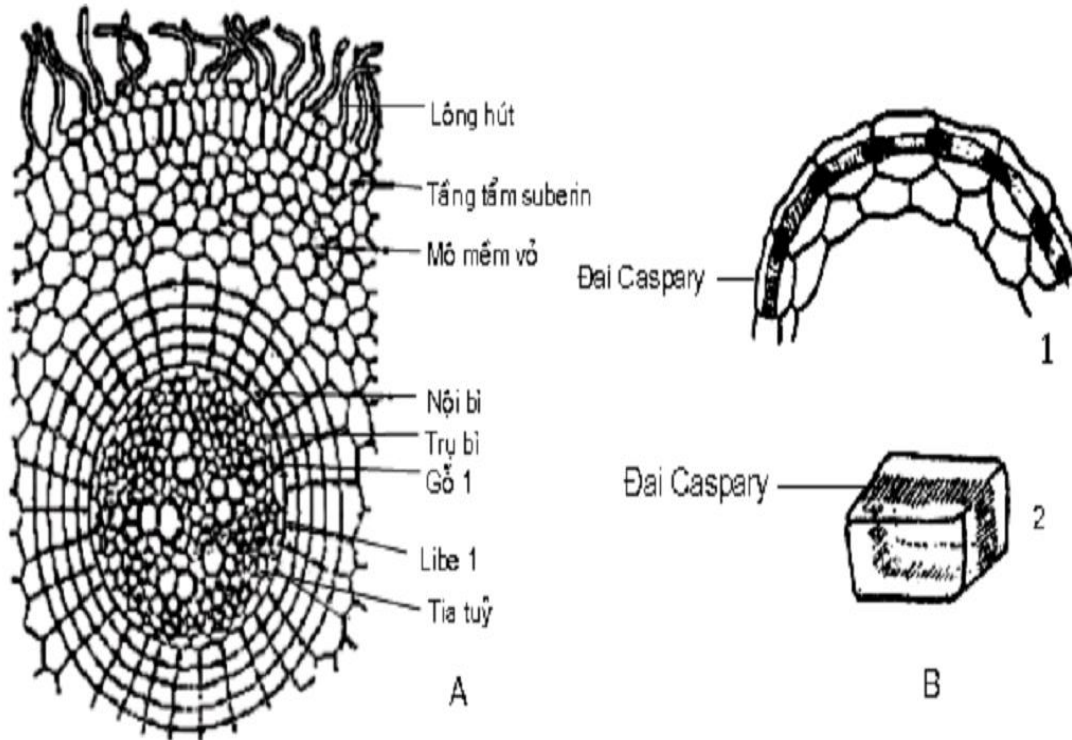 Lông hút
Tầng tẩm suberin
Mô mềm vỏ
Nội bì
Trụ bì
Gỗ 1
Libe 1
Tia tuỷ
A
Đai Caspary
1
Đai Caspary
2
B